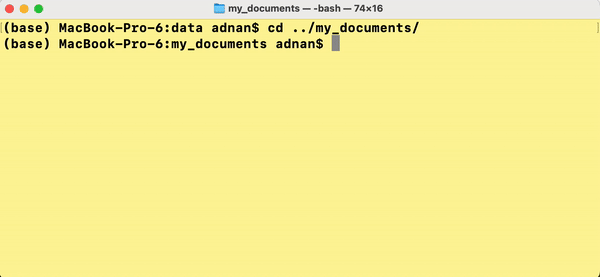 my_documents — -bash — 74×16
(base) MacBook-Pro-6:data adnan$ cd ../my_documents/
(base) MacBook-Pro-6:my_documents adnan$